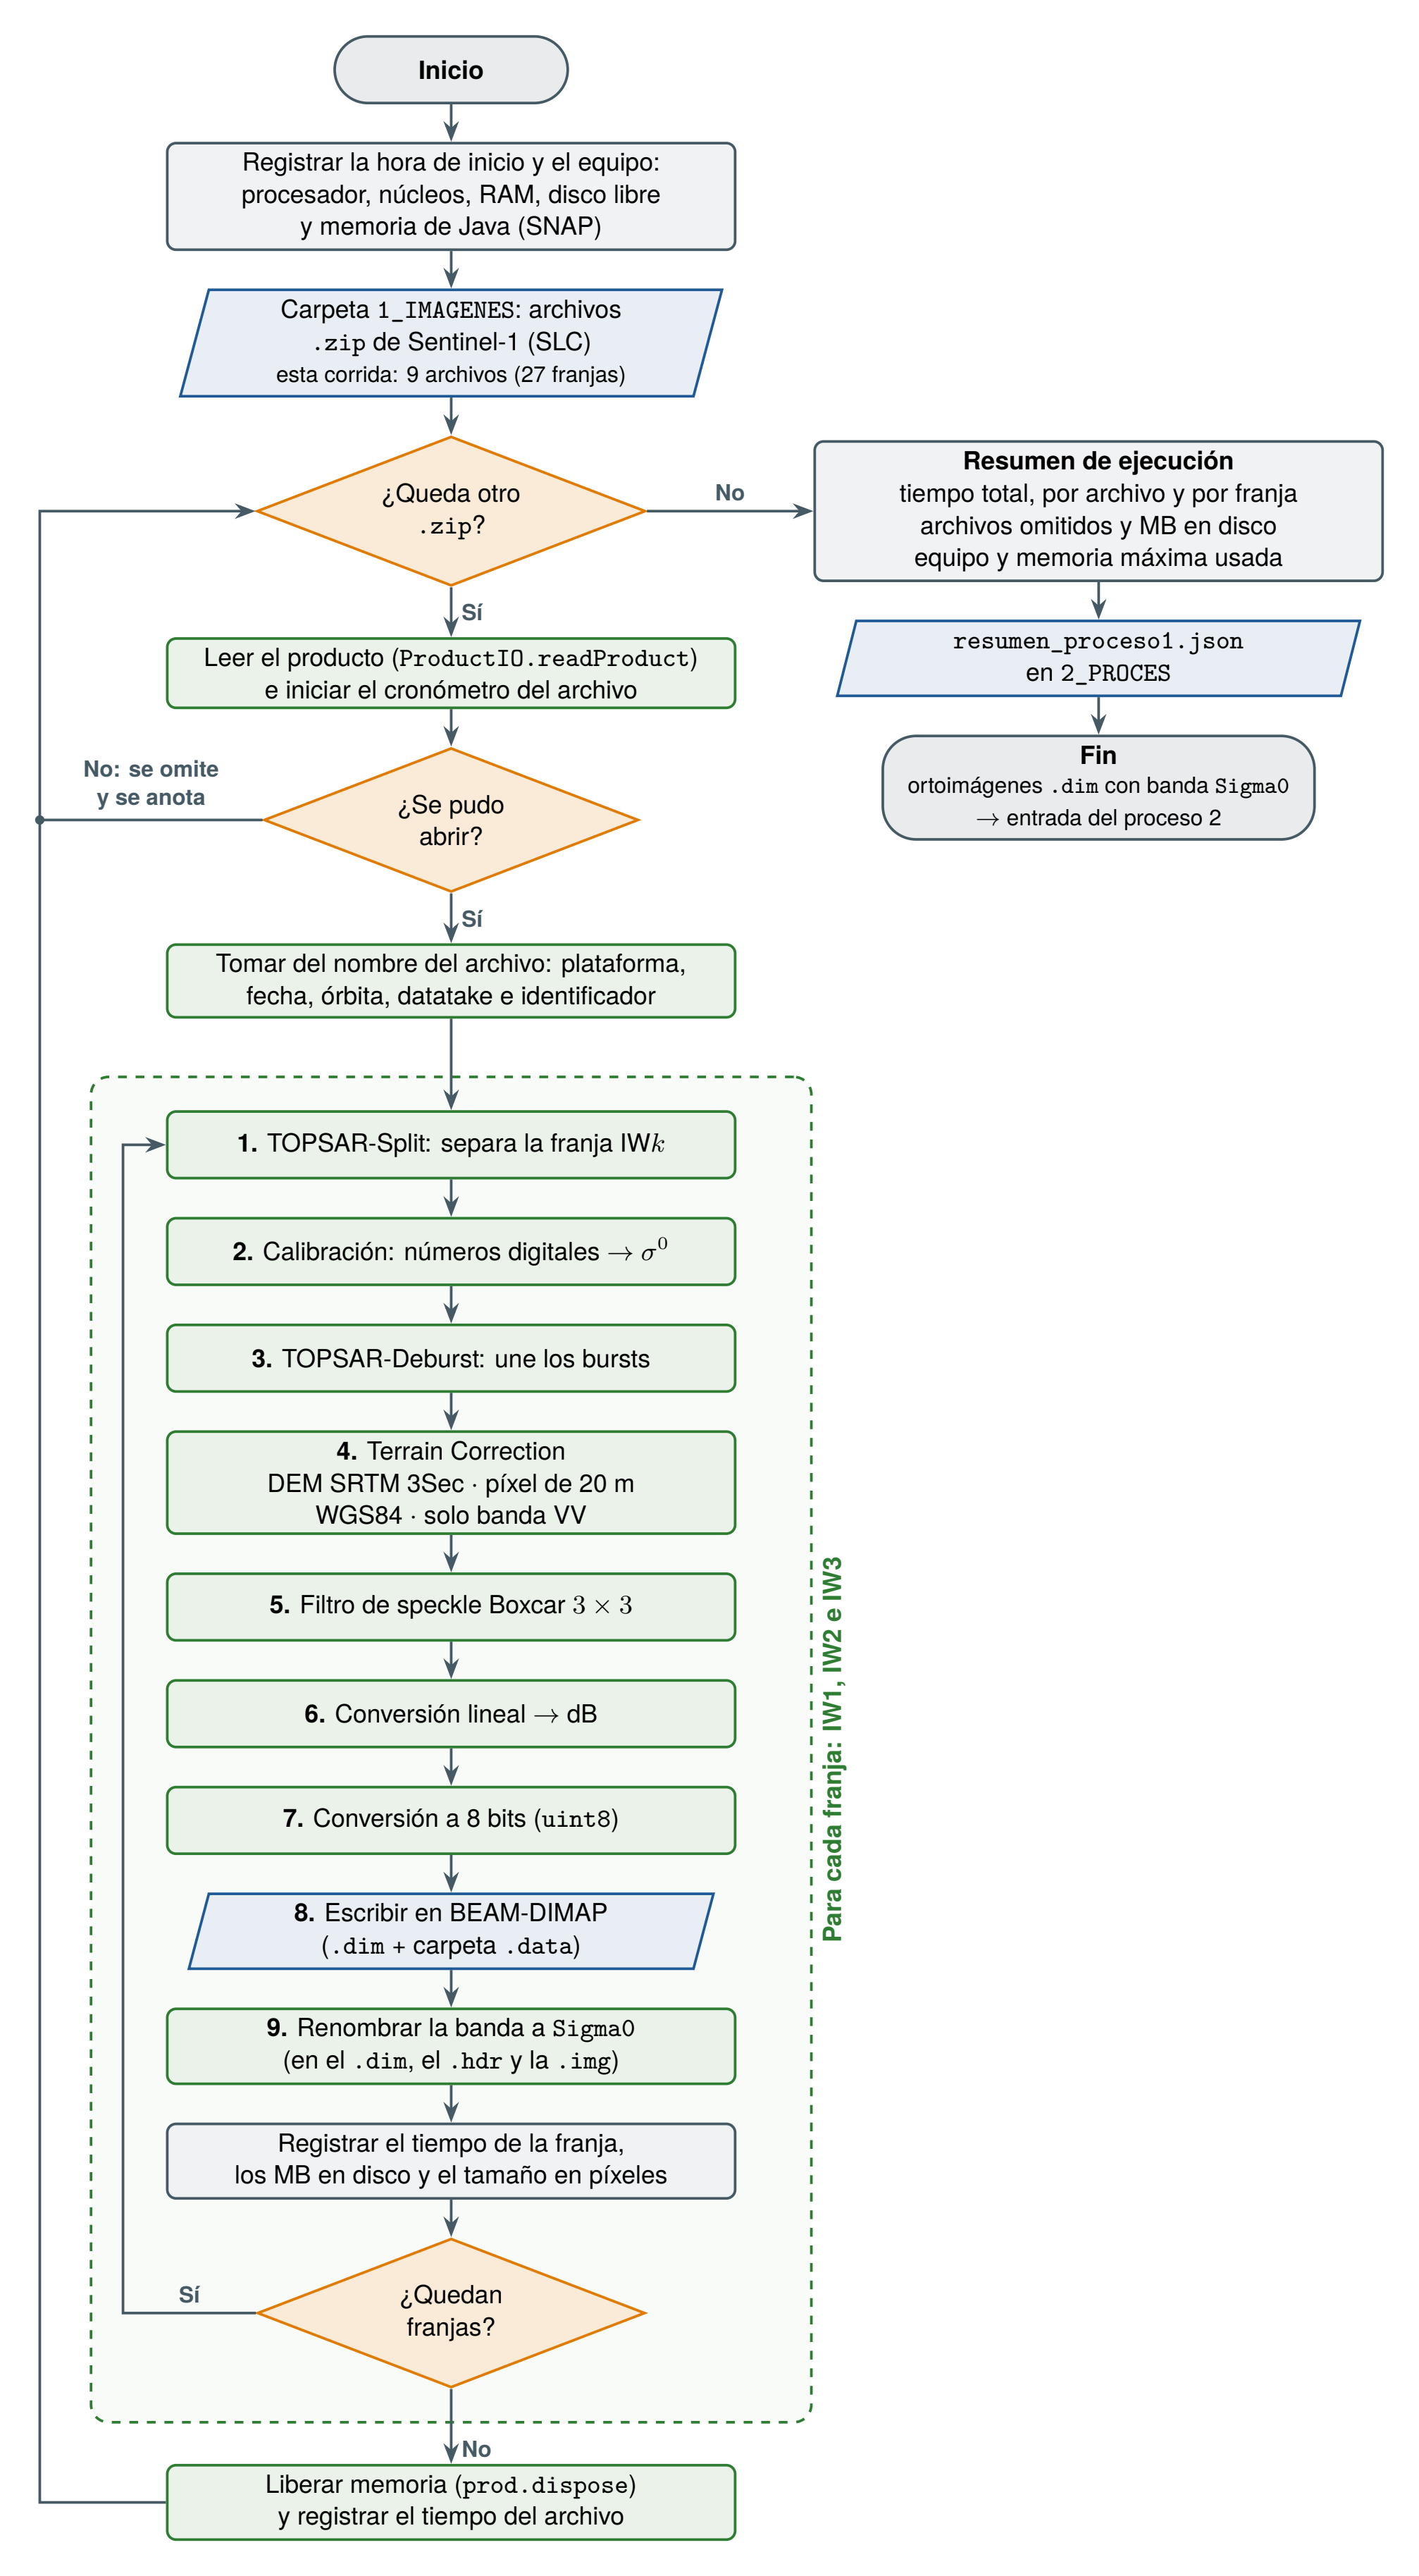 Inicio
Registrar la hora de inicio y el equipo:
procesador, núcleos, RAM, disco libre
y memoria de Java (SNAP)
Carpeta 1_IMAGENES: archivos
.zip de Sentinel-1 (SLC)
esta corrida: 9 archivos (27 franjas)
¿Queda otro
.zip?
No
Resumen de ejecución
tiempo total, por archivo y por franja
archivos omitidos y MB en disco
equipo y memoria máxima usada
resumen_proceso1.json
en 2_PROCES
Fin
ortoimágenes .dim con banda Sigma0
→ entrada del proceso 2
Sí
Leer el producto (ProductIO.readProduct)
e iniciar el cronómetro del archivo
No: se omite
y se anota
¿Se pudo
abrir?
Sí
Tomar del nombre del archivo: plataforma,
fecha, órbita, datatake e identificador
Para cada franja: IW1, IW2 e IW3
1. TOPSAR-Split: separa la franja IWk
2. Calibración: números digitales → σ⁰
3. TOPSAR-Deburst: une los bursts
4. Terrain Correction
DEM SRTM 3Sec · píxel de 20 m
WGS84 · solo banda VV
5. Filtro de speckle Boxcar 3 × 3
6. Conversión lineal → dB
7. Conversión a 8 bits (uint8)
8. Escribir en BEAM-DIMAP
(.dim + carpeta .data)
9. Renombrar la banda a Sigma0
(en el .dim, el .hdr y la .img)
Registrar el tiempo de la franja,
los MB en disco y el tamaño en píxeles
Sí
¿Quedan
franjas?
No
Liberar memoria (prod.dispose)
y registrar el tiempo del archivo